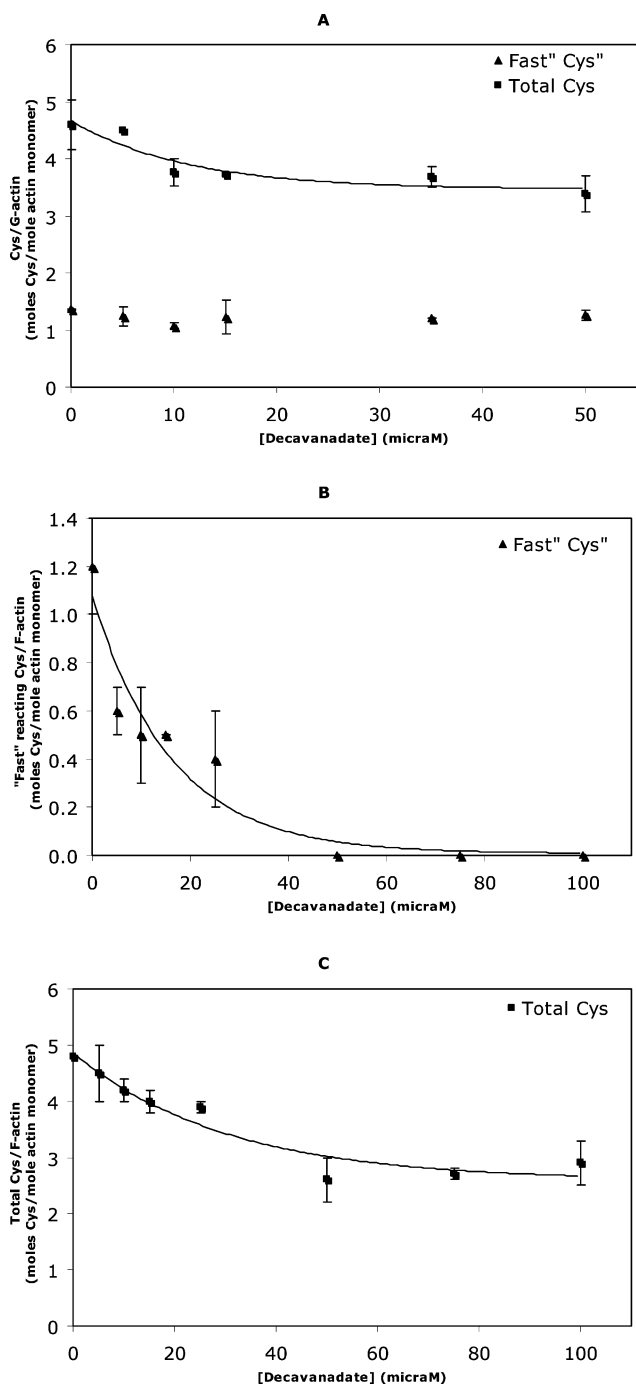 A
Fast" Cys"
Total Cys
Cys/G-actin
(moles Cys/mole actin monomer)
6
5
4
3
2
1
0
0 10 20 30 40 50
[Decavanadate] (micraM)
B
Fast" Cys"
"Fast" reacting Cys/F-actin
(moles Cys/mole actin monomer)
1.4
1.2
1.0
0.8
0.6
0.4
0.2
0.0
0 20 40 60 80 100
[Decavanadate] (micraM)
C
Total Cys
Total Cys/F-actin
(moles Cys/mole actin monomer)
6
5
4
3
2
1
0
0 20 40 60 80 100
[Decavanadate] (micraM)